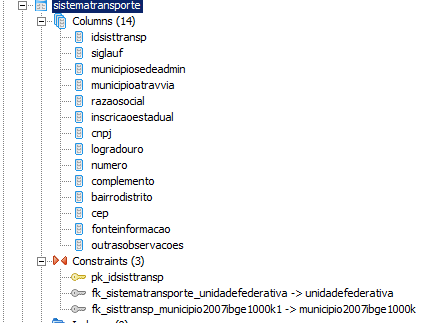 sistematransporte
Columns (14)
idsisttransp
siglauf
municipiosedeadmin
municipioatravvia
razaosocial
inscricaoestadual
cnpj
logradouro
numero
complemento
bairrodistrito
cep
fonteinformacao
outrasobservacoes
Constraints (3)
pk_idsisttransp
fk_sistematransporte_unidadefederativa -> unidadefederativa
fk_sisttransp_municipio2007ibge1000k1 -> municipio2007ibge1000k